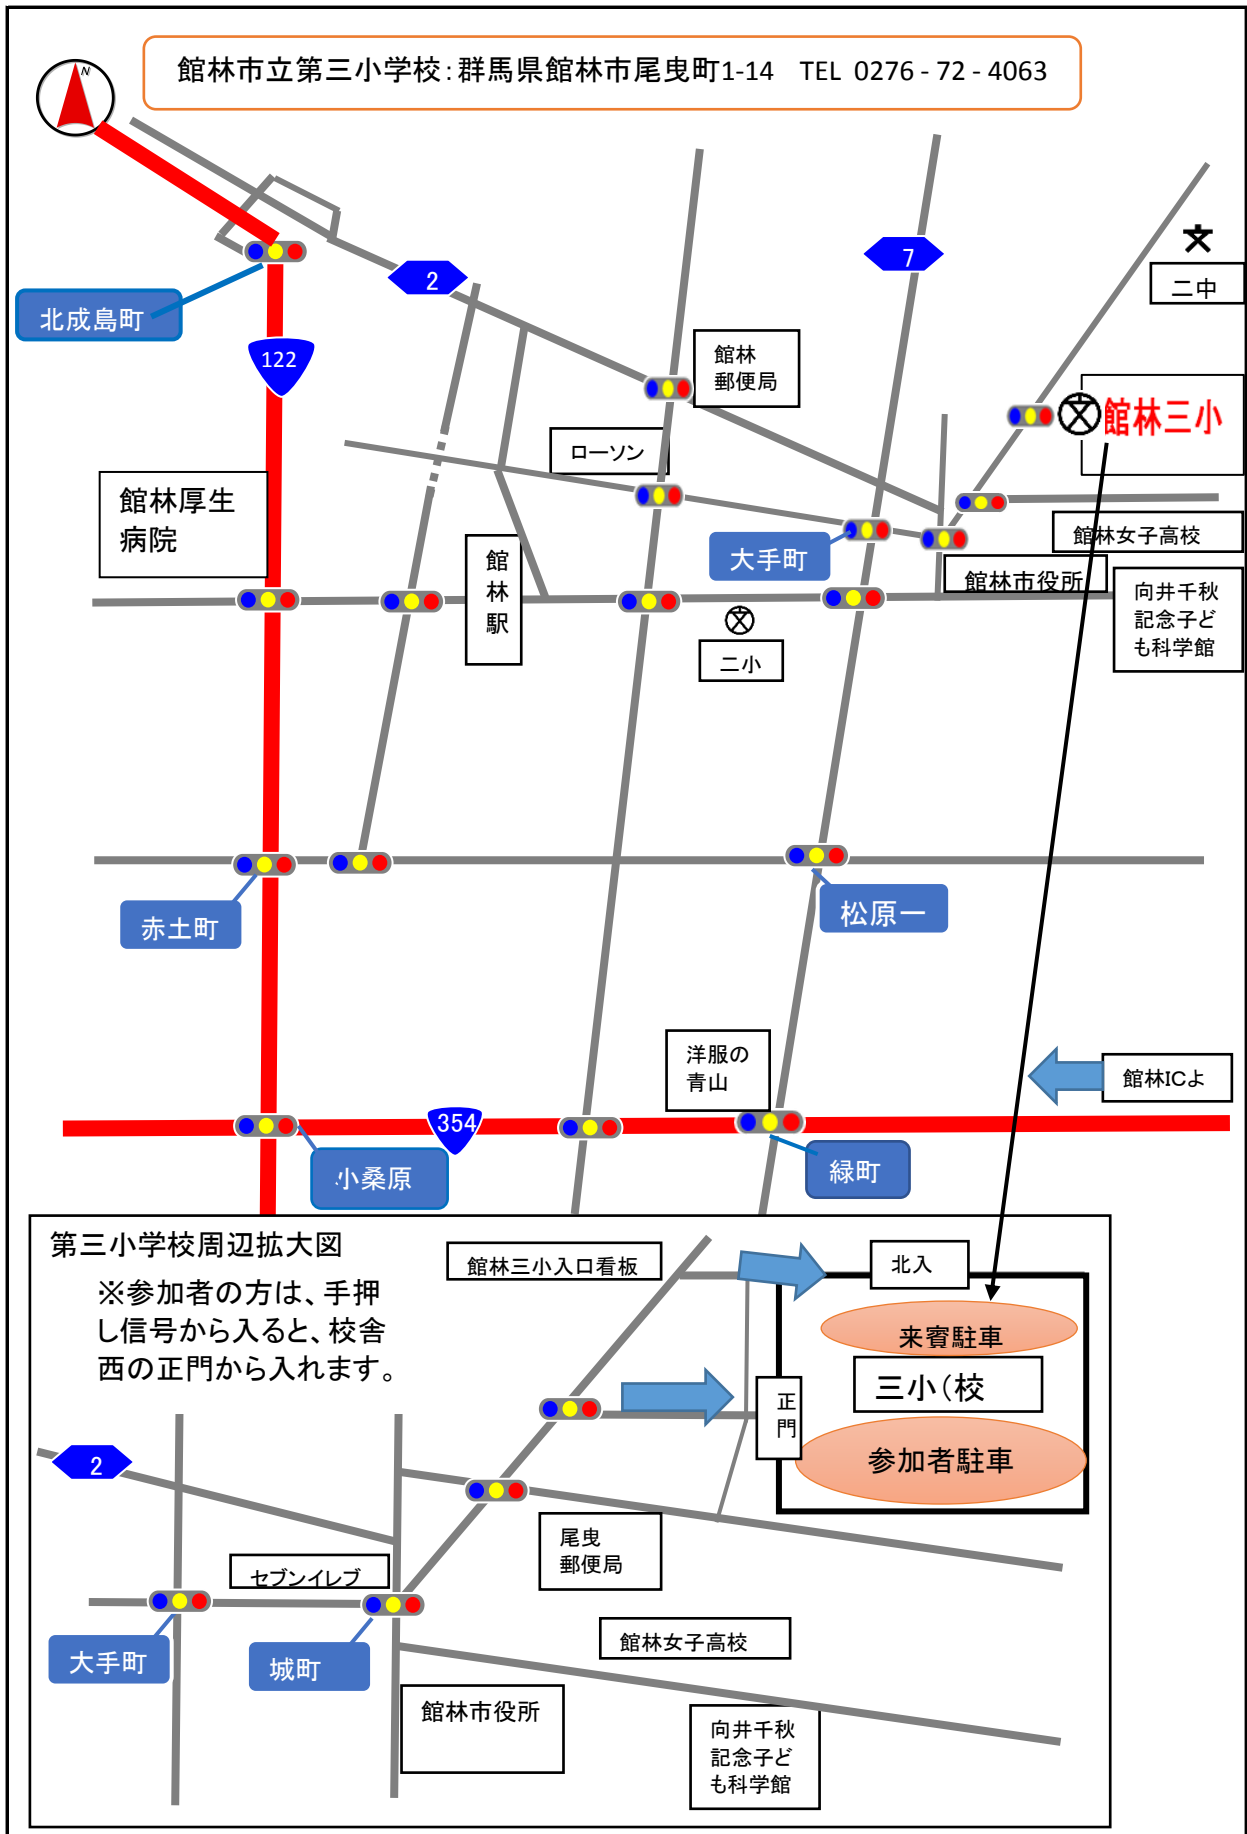 館林市立第三小学校：群馬県館林市尾曳町1-14　TEL 0276 - 72 - 4063
N
7
二中
2
北成島町
館林
郵便局
122
館林三小
ローソン
館林厚生
病院
館林女子高校
大手町
館林駅
館林市役所
向井千秋
記念子ど
も科学館
二小
赤土町
松原一
洋服の
青山
館林ICよ
354
小桑原
緑町
第三小学校周辺拡大図
※参加者の方は、手押
し信号から入ると、校舎
西の正門から入れます。
館林三小入口看板
北入
来賓駐車
三小（校
正門
参加者駐車
2
尾曳
郵便局
セブンイレブ
大手町
城町
館林女子高校
館林市役所
向井千秋
記念子ど
も科学館